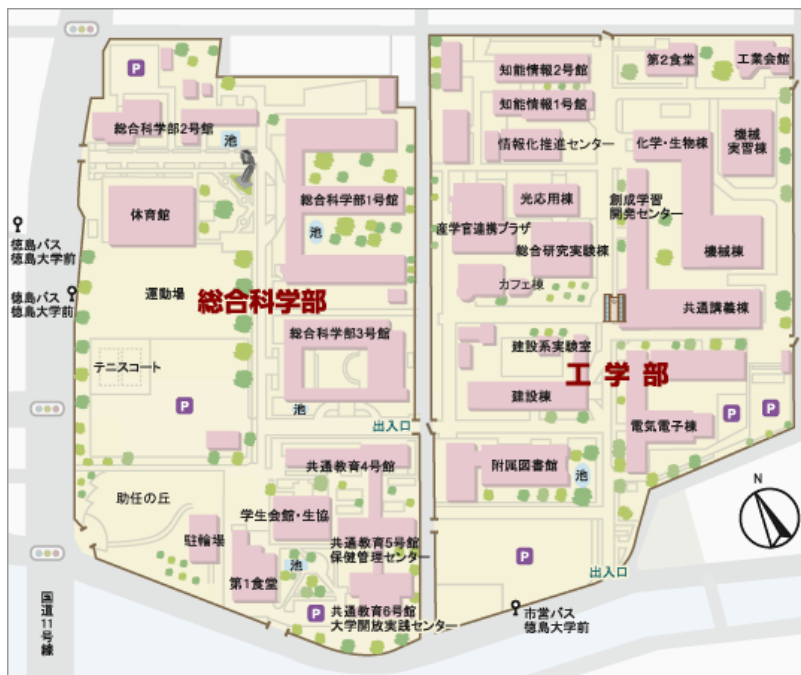 P
知能情報2号館
第2食堂
工業会館
知能情報1号館
総合科学部2号館
池
情報化推進センター
化学・生物棟
機械
実習棟
体育館
総合科学部1号館
光応用棟
創成学習
開発センター
徳島バス
徳島大学前
池
産学官連携プラザ
総合研究実験棟
機械棟
カフェ棟
徳島バス
徳島大学前
運動場
総合科学部
共通講義棟
総合科学部3号館
建設系実験室
テニスコート
工学部
P
池
建設棟
P
P
出入口
電気電子棟
共通教育4号館
附属図書館
池
助任の丘
学生会館・生協
N
駐輪場
共通教育5号館
保健管理センター
P
池
第1食堂
出入口
国道11号線
P
共通教育6号館
大学開放実践センター
市営バス
徳島大学前